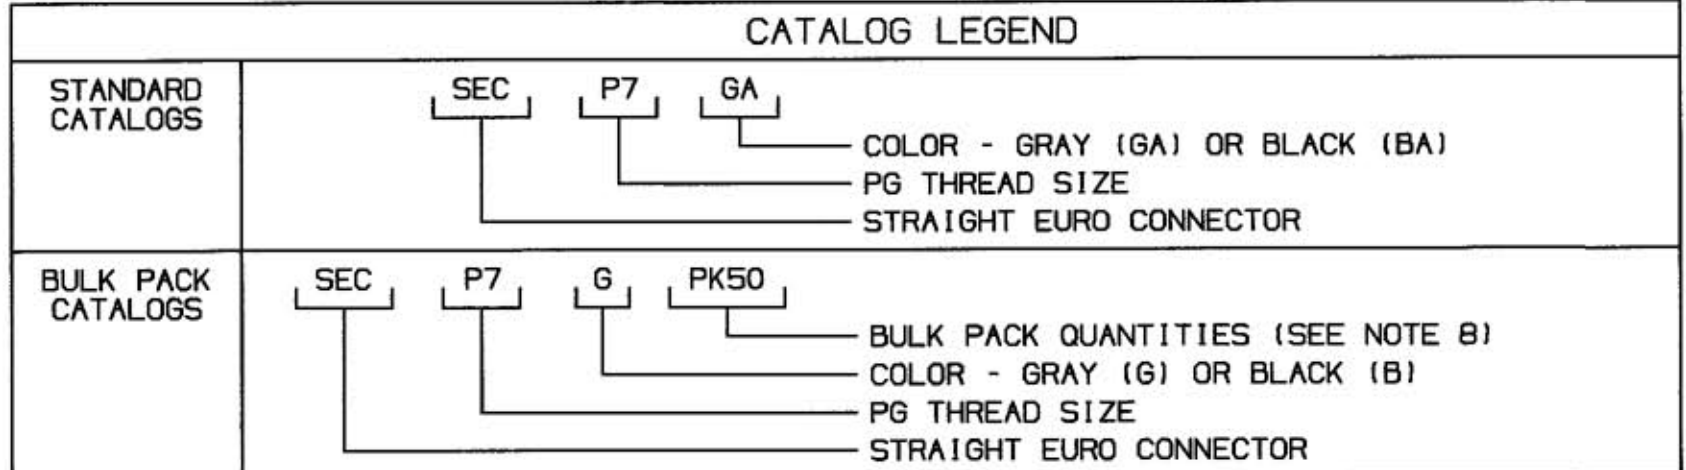 CATALOG LEGEND
STANDARD
CATALOGS
SEC P7 GA
COLOR - GRAY (GA) OR BLACK (BA)
PG THREAD SIZE
STRAIGHT EURO CONNECTOR
BULK PACK
CATALOGS
SEC P7 G PK50
BULK PACK QUANTITIES (SEE NOTE 8)
COLOR - GRAY (G) OR BLACK (B)
PG THREAD SIZE
STRAIGHT EURO CONNECTOR